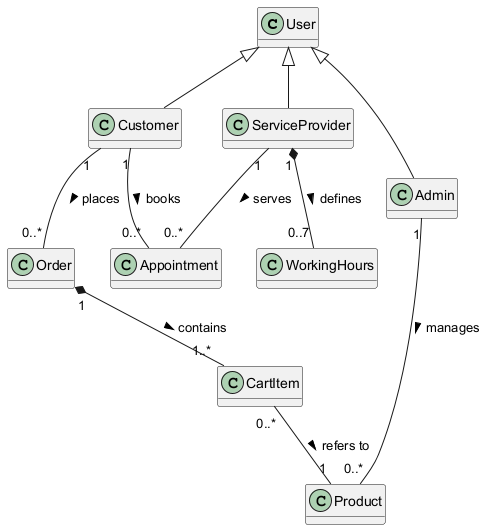 C User
C Customer
C ServiceProvider
1
1
1
1
C Admin
places
books
serves
defines
0..*
0..*
0..*
0..7
1
C Order
C Appointment
C WorkingHours
1
contains
manages
1..*
C CartItem
0..*
refers to
1
0..*
C Product